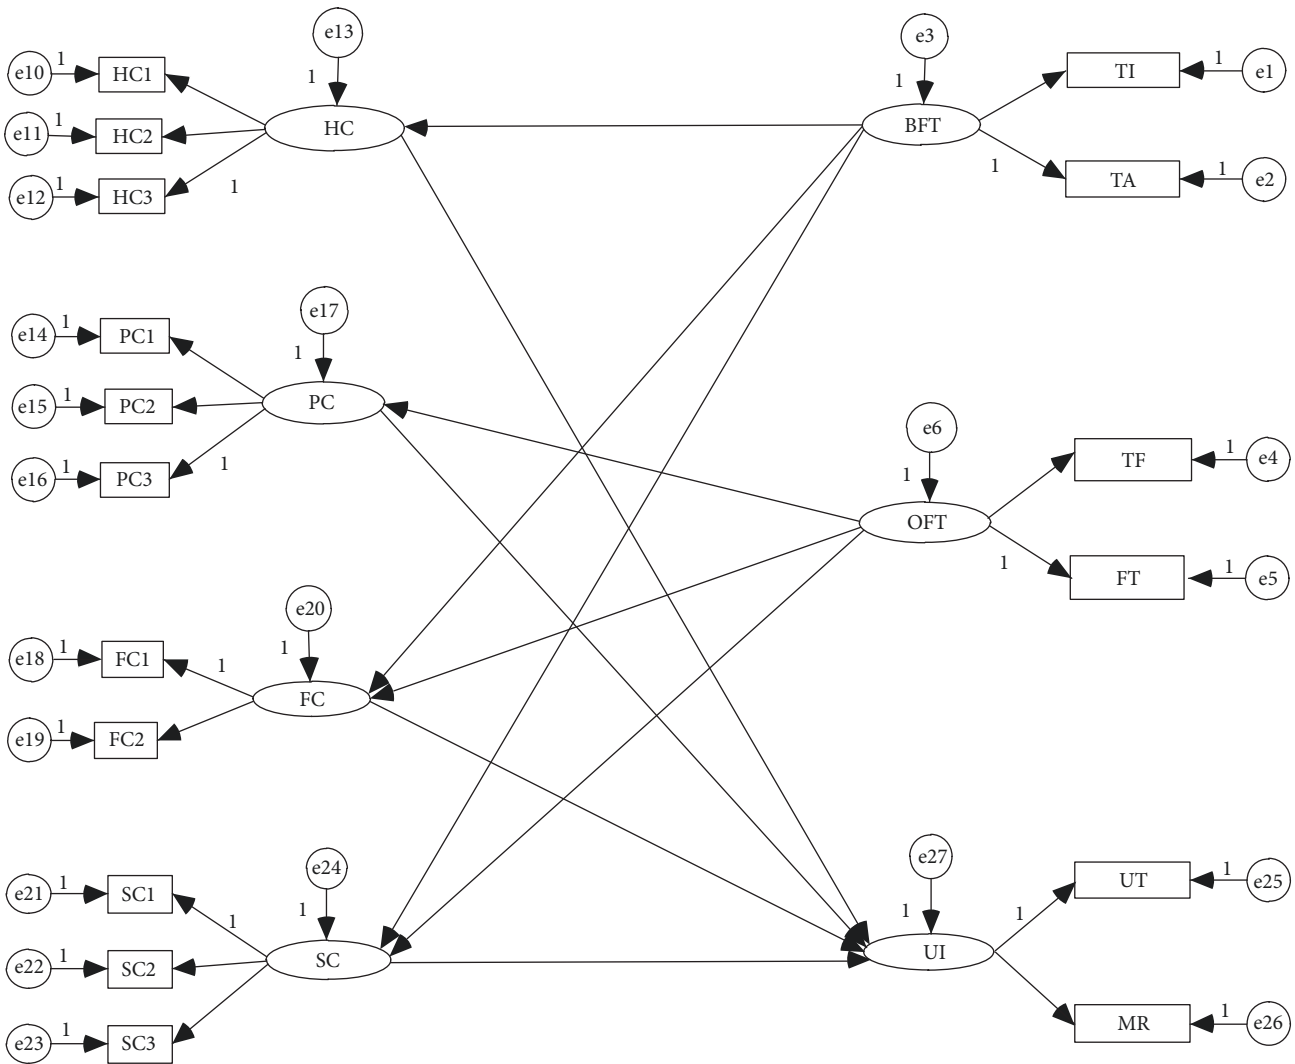 e13
e3
e10 1 HC1
1
1
TI 1 e1
e11 1 HC2
HC
BFT
e12 1 HC3
1
1
TA 1 e2
e17
e14 1 PC1
1
e15 1 PC2
PC
e6
e16 1 PC3
1
1
TF 1 e4
OFT
1
FT 1 e5
e20
e18 1 FC1
1
1
FC
e19 1 FC2
e24
e27
e21 1 SC1
1
1
1
1
UT 1 e25
e22 1 SC2
SC
UI
e23 1 SC3
MR 1 e26